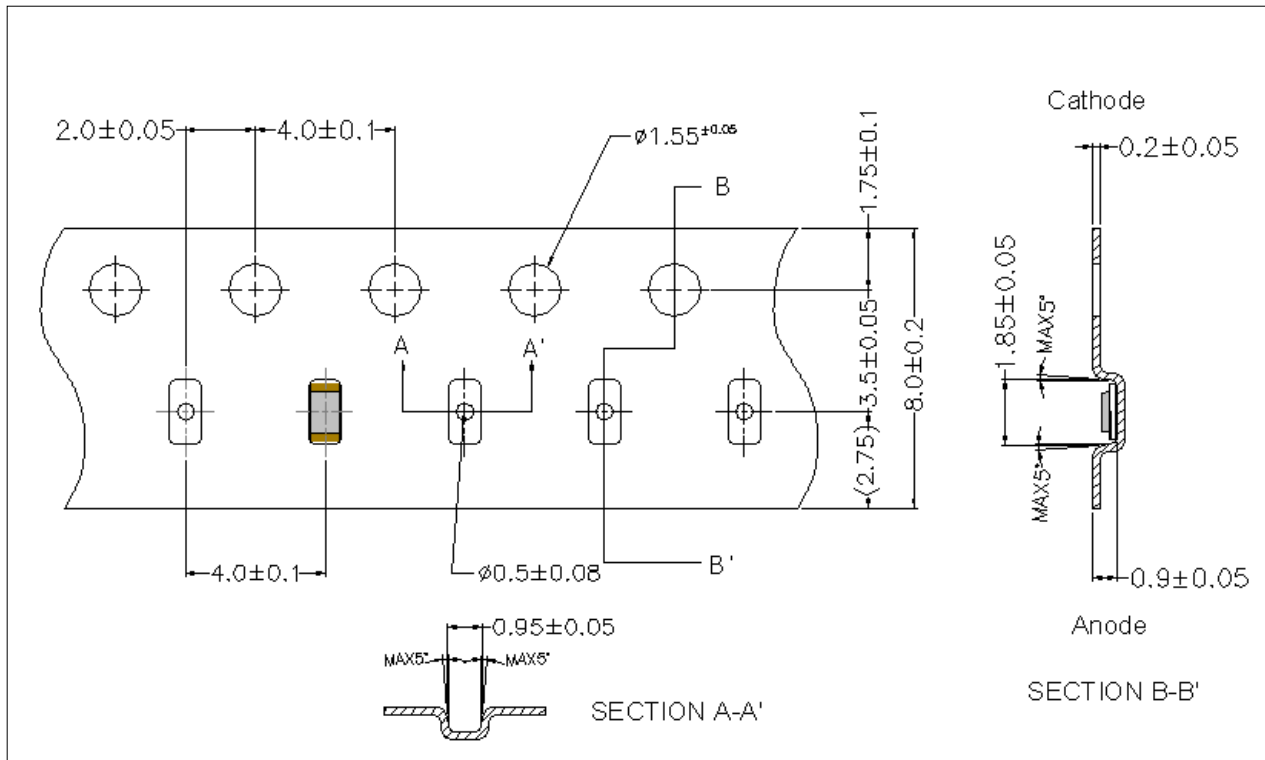 Cathode
2.0±0.05
4.0±0.1
ø1.55±0.05
1.75±0.1
0.2±0.05
B
1.85±0.05
MAX5°
A
A'
3.5±0.05
8.0±0.2
(2.75)
MAX5°
4.0±0.1
ø0.5±0.08
B'
0.9±0.05
0.95±0.05
Anode
MAX5°
MAX5°
SECTION A-A'
SECTION B-B'